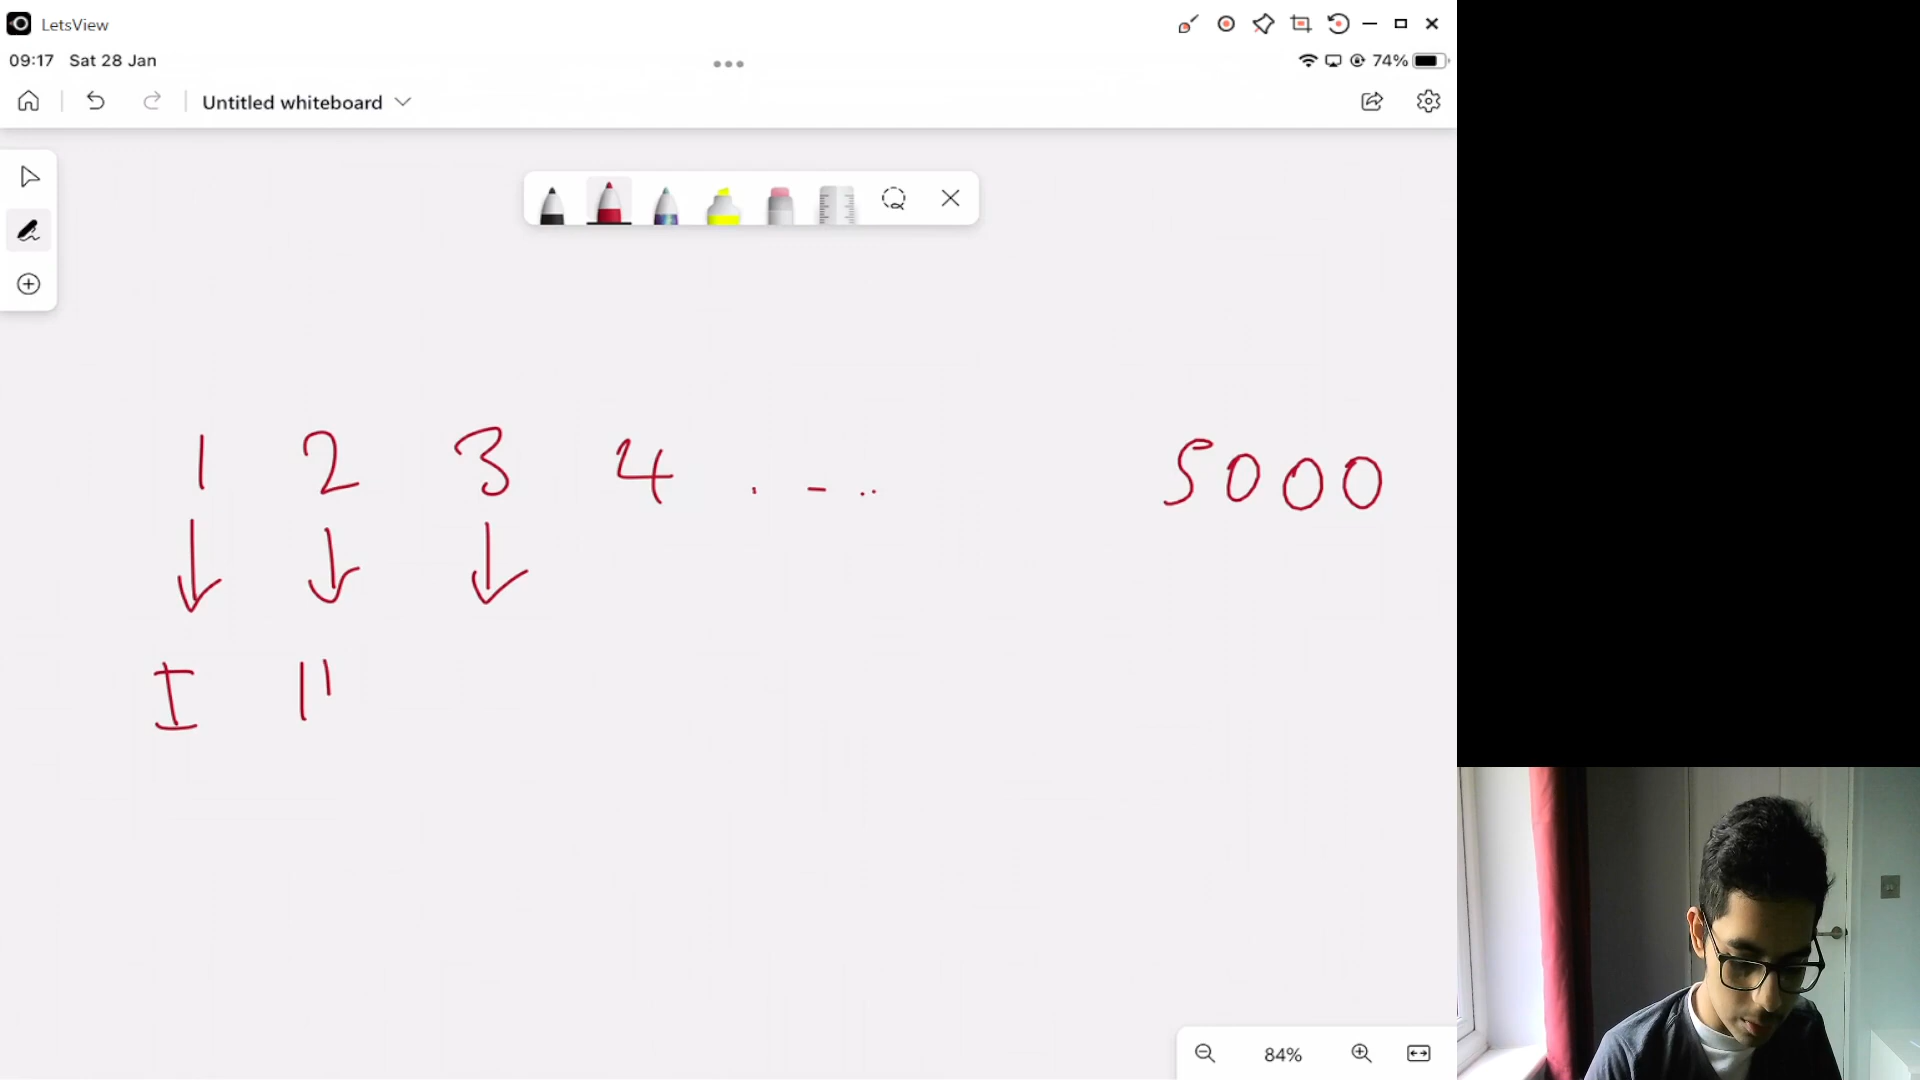 LetsView
09:17 Sat 28 Jan
74%
Untitled whiteboard
1 2 3 4 . - .. 5000
I II
84%